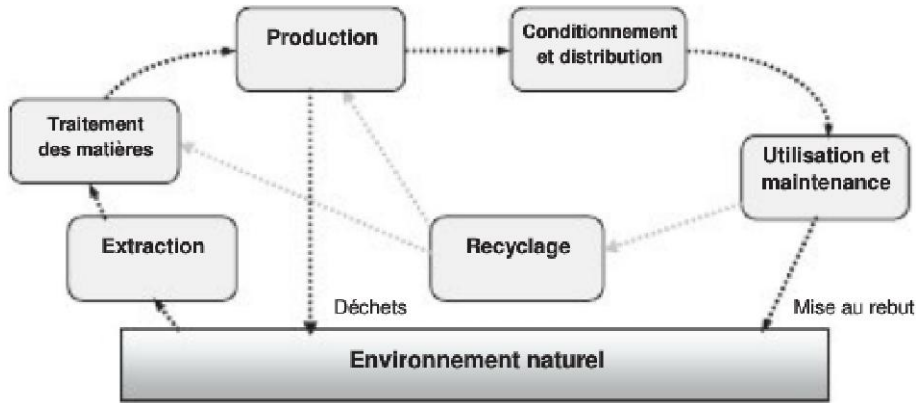 Production
Conditionnement
et distribution
Traitement
des matières
Utilisation et
maintenance
Extraction
Recyclage
Déchets
Mise au rebut
Environnement naturel